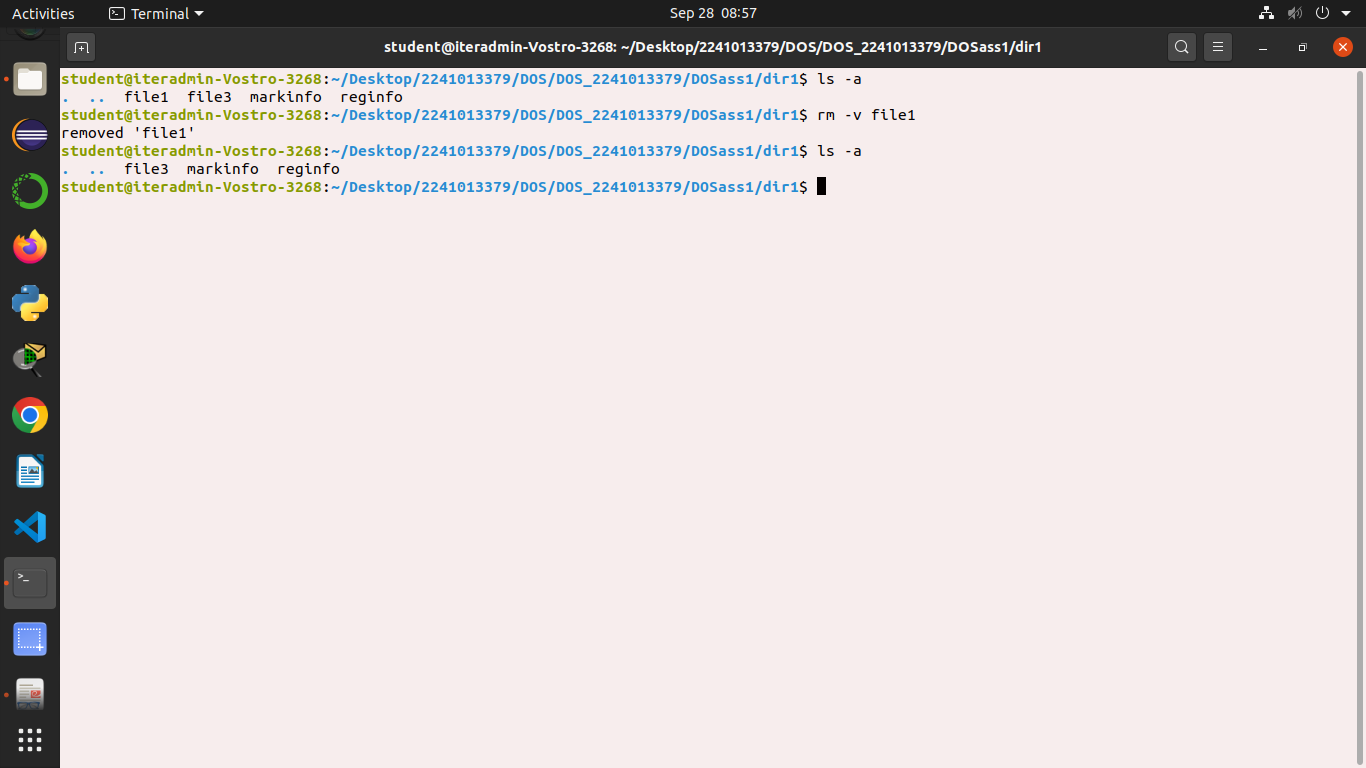 Activities Terminal Sep 28 08:57
student@iteradmin-Vostro-3268: ~/Desktop/2241013379/DOS/DOS_2241013379/DOSass1/dir1
student@iteradmin-Vostro-3268:~/Desktop/2241013379/DOS/DOS_2241013379/DOSass1/dir1$ ls -a
. .. file1 file3 markinfo reginfo
student@iteradmin-Vostro-3268:~/Desktop/2241013379/DOS/DOS_2241013379/DOSass1/dir1$ rm -v file1
removed 'file1'
student@iteradmin-Vostro-3268:~/Desktop/2241013379/DOS/DOS_2241013379/DOSass1/dir1$ ls -a
. .. file3 markinfo reginfo
student@iteradmin-Vostro-3268:~/Desktop/2241013379/DOS/DOS_2241013379/DOSass1/dir1$